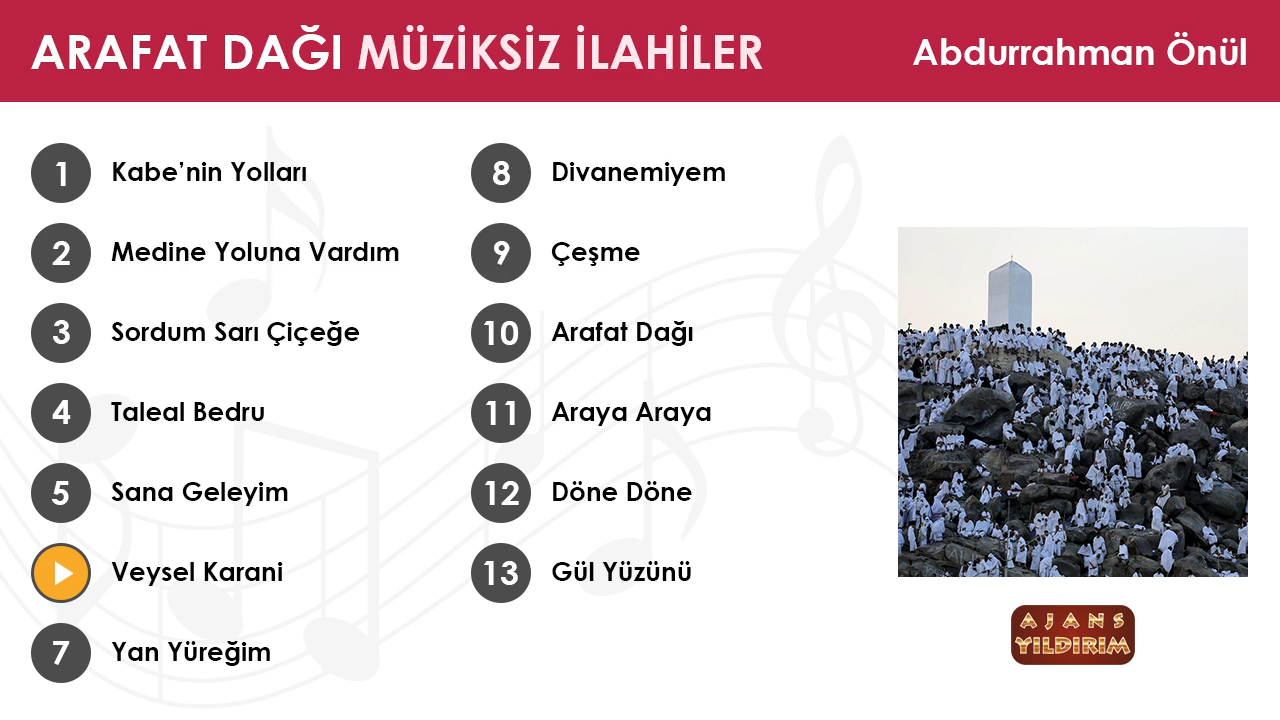 ARAFAT DAĞI MÜZİKSİZ İLAHİLER
Abdurrahman Önül
1 Kabe’nin Yolları
2 Medine Yoluna Vardım
3 Sordum Sarı Çiçeğe
4 Taleal Bedru
5 Sana Geleyim
Veysel Karani
7 Yan Yüreğim
8 Divanemiyem
9 Çeşme
10 Arafat Dağı
11 Araya Araya
12 Döne Döne
13 Gül Yüzünü
AJANS
YILDIRIM